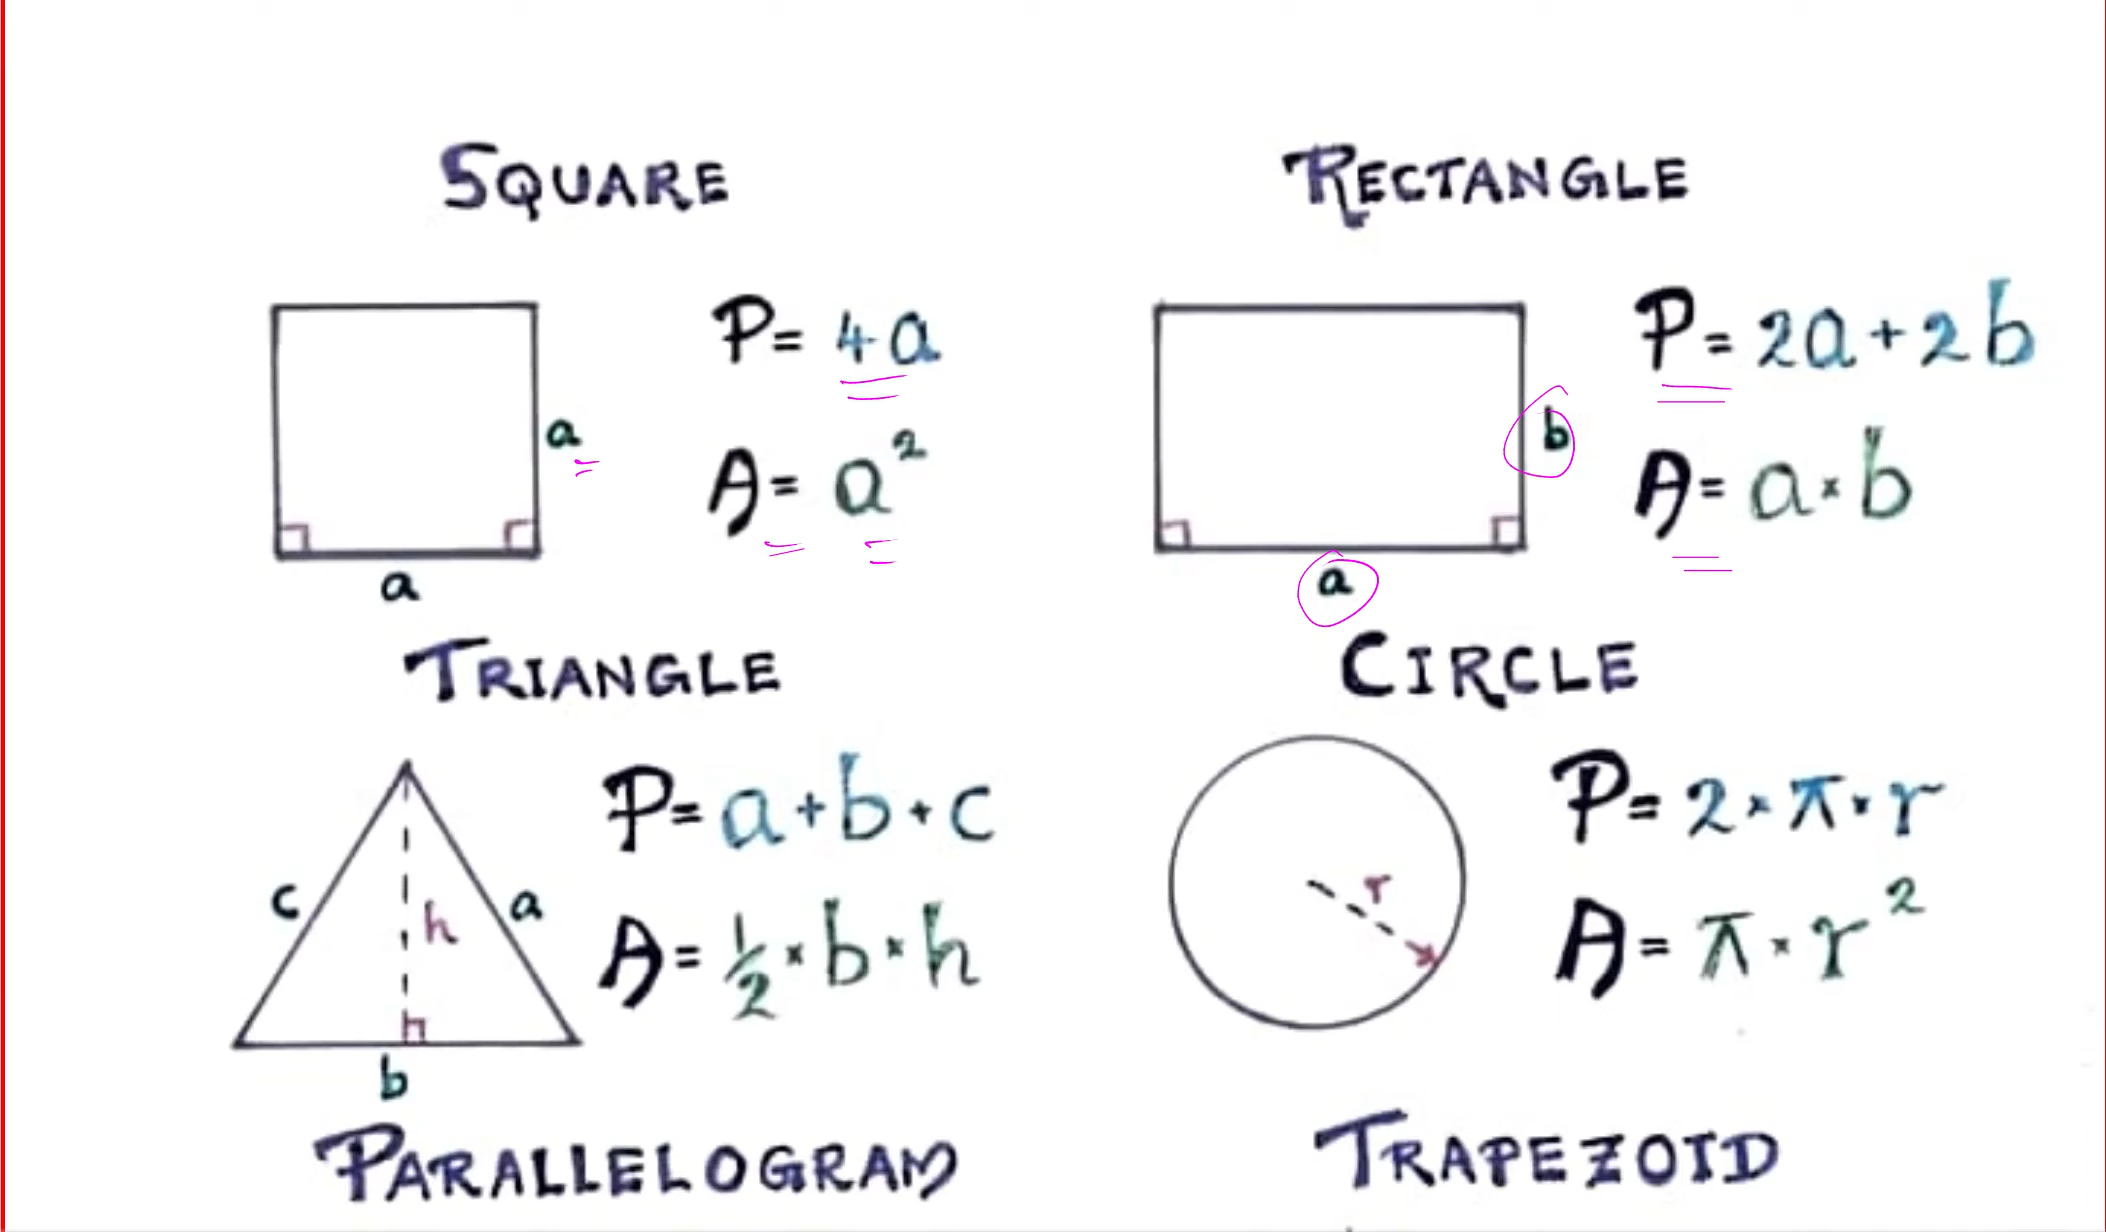 SQUARE
P= 4a
A= a²
a
a
RECTANGLE
P= 2a+2b
A= a×b
b
a
TRIANGLE
P= a+b+c
A= ½×b×h
c
h
a
b
CIRCLE
P= 2×π×r
A= π×r²
r
PARALLELOGRAM
TRAPEZOID